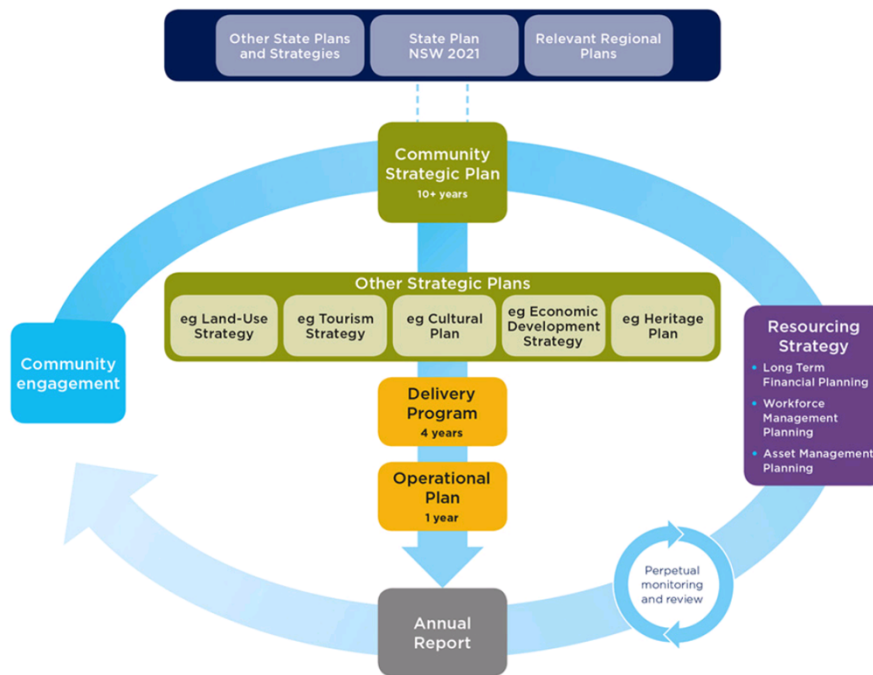 Other State Plans
and Strategies
State Plan
NSW 2021
Relevant Regional
Plans
Community
Strategic Plan
10+ years
Other Strategic Plans
eg Land-Use
Strategy
eg Tourism
Strategy
eg Cultural
Plan
eg Economic
Development
Strategy
eg Heritage
Plan
Community
engagement
Resourcing
Strategy
• Long Term
Financial Planning
• Workforce
Management
Planning
• Asset Management
Planning
Delivery
Program
4 years
Operational
Plan
1 year
Perpetual
monitoring
and review
Annual
Report